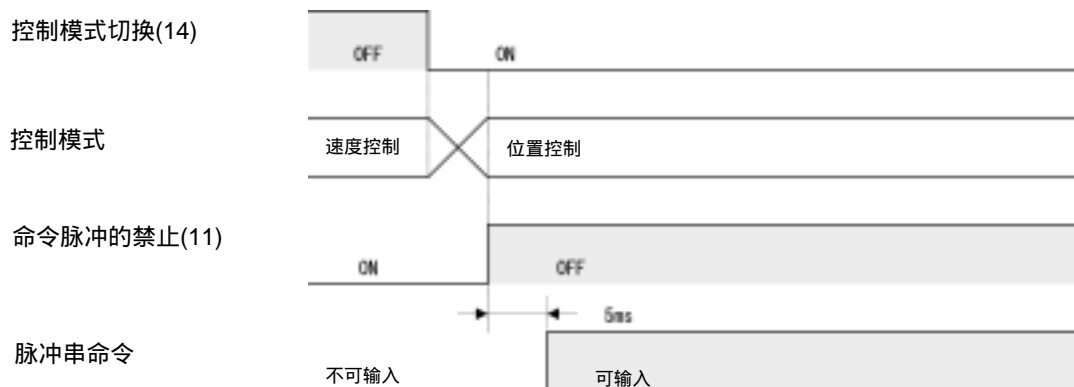 控制模式切换(14)
OFF
ON
控制模式
速度控制
位置控制
命令脉冲的禁止(11)
ON
OFF
5ms
脉冲串命令
不可输入
可输入